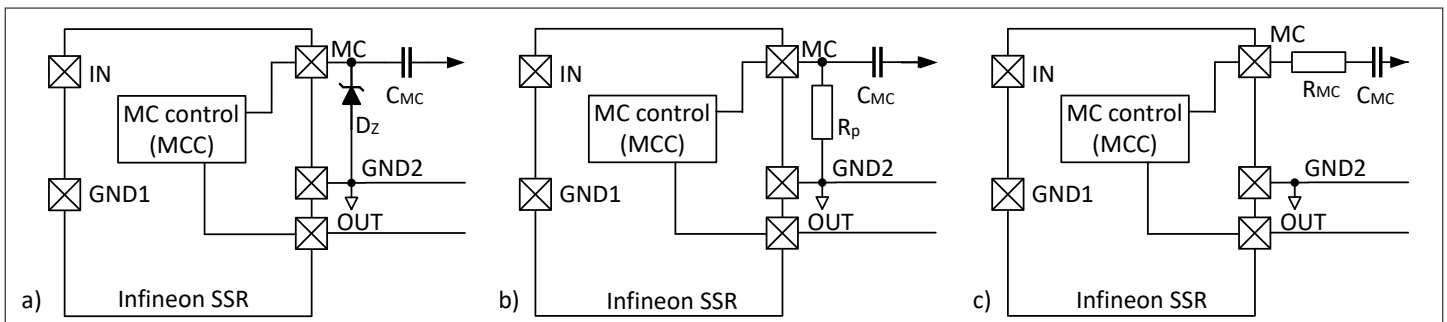 MC
IN
CMC
MC control
(MCC)
DZ
GND2
GND1
OUT
a)
Infineon SSR
MC
IN
CMC
MC control
(MCC)
Rp
GND2
GND1
OUT
b)
Infineon SSR
MC
IN
RMC
CMC
MC control
(MCC)
GND2
GND1
OUT
c)
Infineon SSR